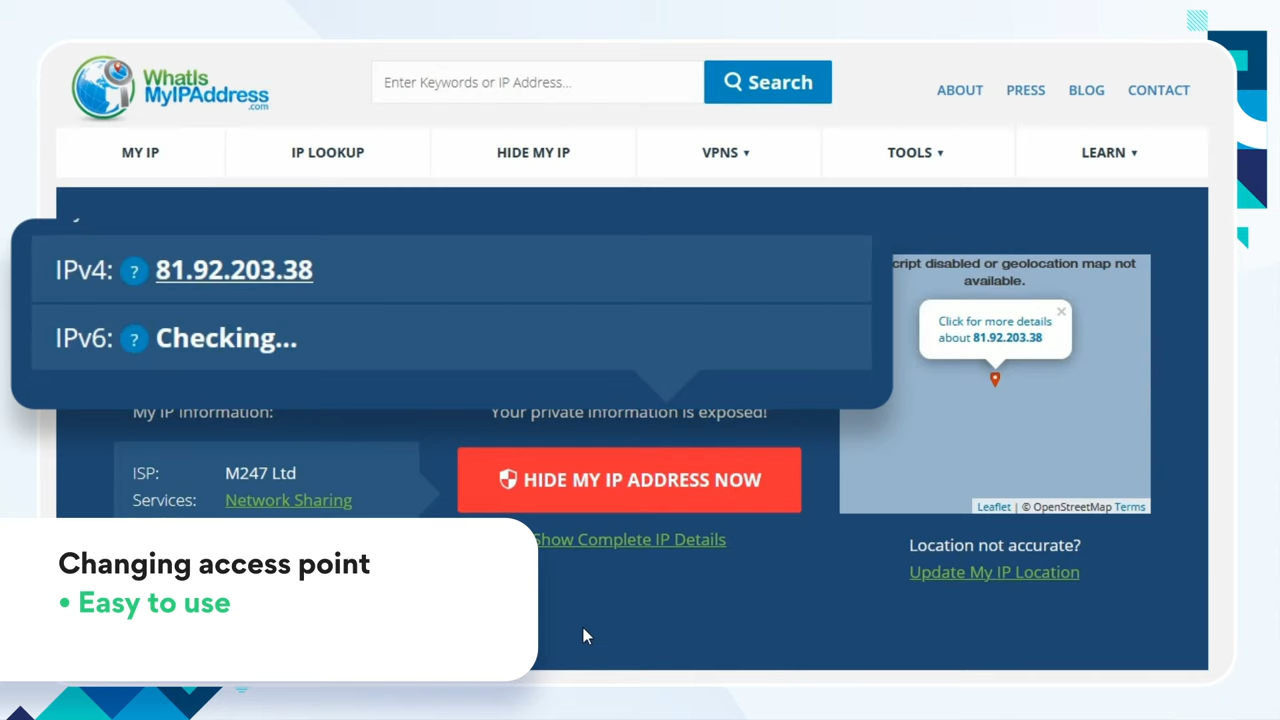 WhatIs
MyIPAddress
.com
Enter Keywords or IP Address...
Search
ABOUT
PRESS
BLOG
CONTACT
MY IP
IP LOOKUP
HIDE MY IP
VPNS ▾
TOOLS ▾
LEARN ▾
IPv4: ? 81.92.203.38
IPv6: ? Checking...
cript disabled or geolocation map not
available.
Click for more details
about 81.92.203.38
×
My IP Information:
Your private information is exposed!
ISP: M247 Ltd
Services: Network Sharing
HIDE MY IP ADDRESS NOW
Show Complete IP Details
Leaflet | © OpenStreetMap Terms
Location not accurate?
Update My IP Location
Changing access point
• Easy to use